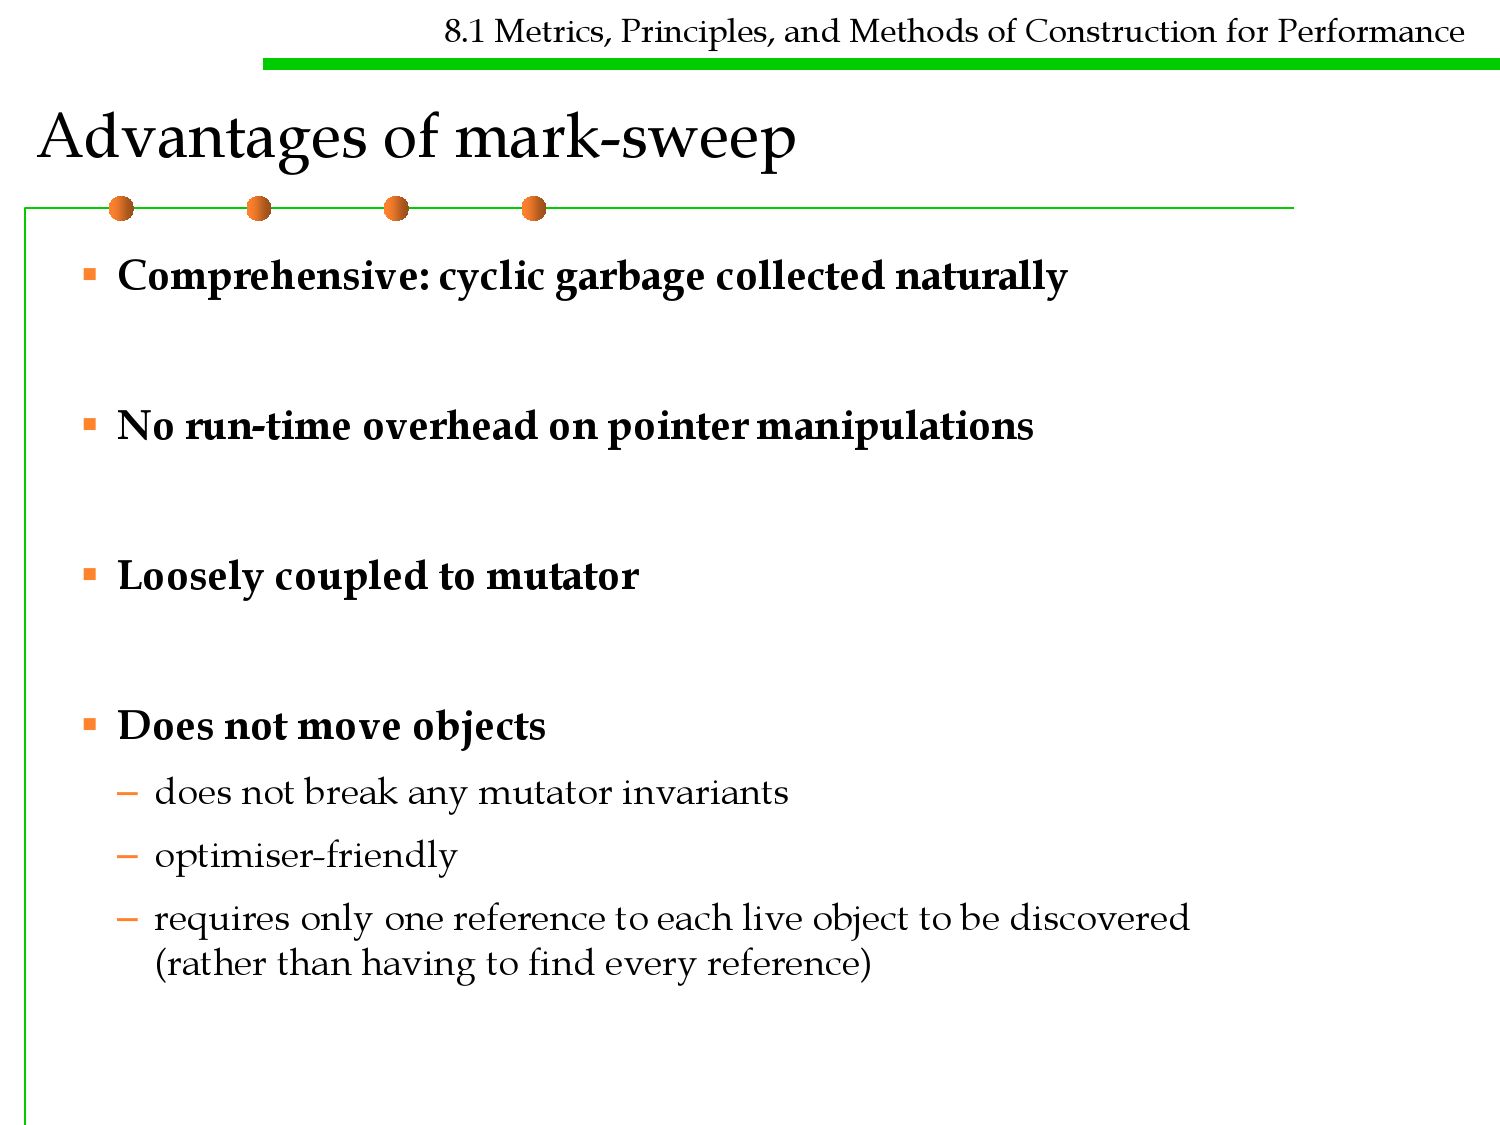 8.1 Metrics, Principles, and Methods of Construction for Performance
Advantages of mark-sweep
▪ Comprehensive: cyclic garbage collected naturally
▪ No run-time overhead on pointer manipulations
▪ Loosely coupled to mutator
▪ Does not move objects
– does not break any mutator invariants
– optimiser-friendly
– requires only one reference to each live object to be discovered
(rather than having to find every reference)